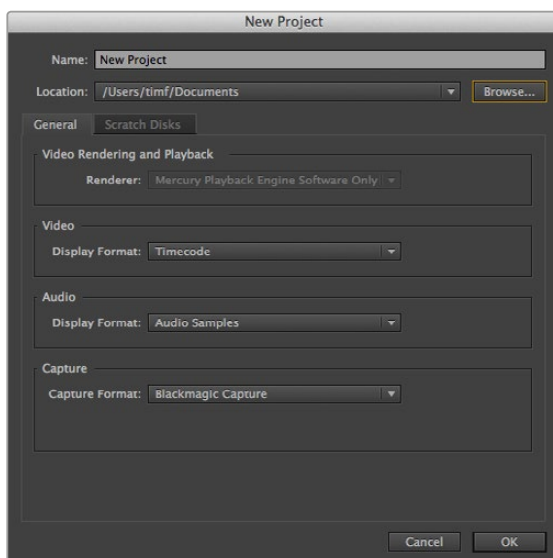 New Project
Name: New Project
Location: /Users/timf/Documents Browse...
General Scratch Disks
Video Rendering and Playback
Renderer: Mercury Playback Engine Software Only
Video
Display Format: Timecode
Audio
Display Format: Audio Samples
Capture
Capture Format: Blackmagic Capture
Cancel OK